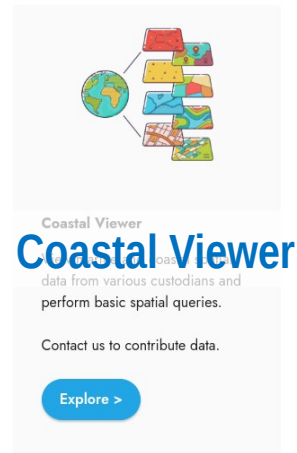 Coastal Viewer
Coastal Viewer
data from various custodians and
perform basic spatial queries.
Contact us to contribute data.
Explore >